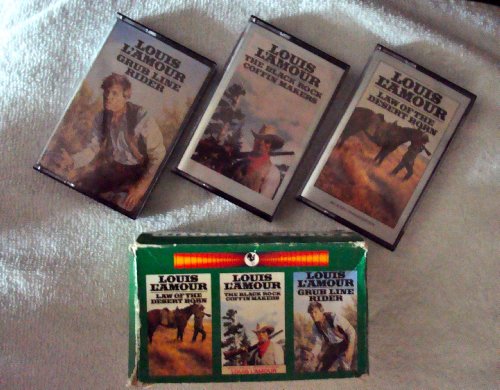 LOUIS
L'AMOUR
GRUB LINE
RIDER
LOUIS
L'AMOUR
THE BLACK ROCK
COFFIN MAKERS
LOUIS
L'AMOUR
LAW OF THE
DESERT BORN
LOUIS
L'AMOUR
LAW OF THE
DESERT BORN
LOUIS
L'AMOUR
THE BLACK ROCK
COFFIN MAKERS
LOUIS
L'AMOUR
GRUB LINE
RIDER
LOUIS L'AMOUR